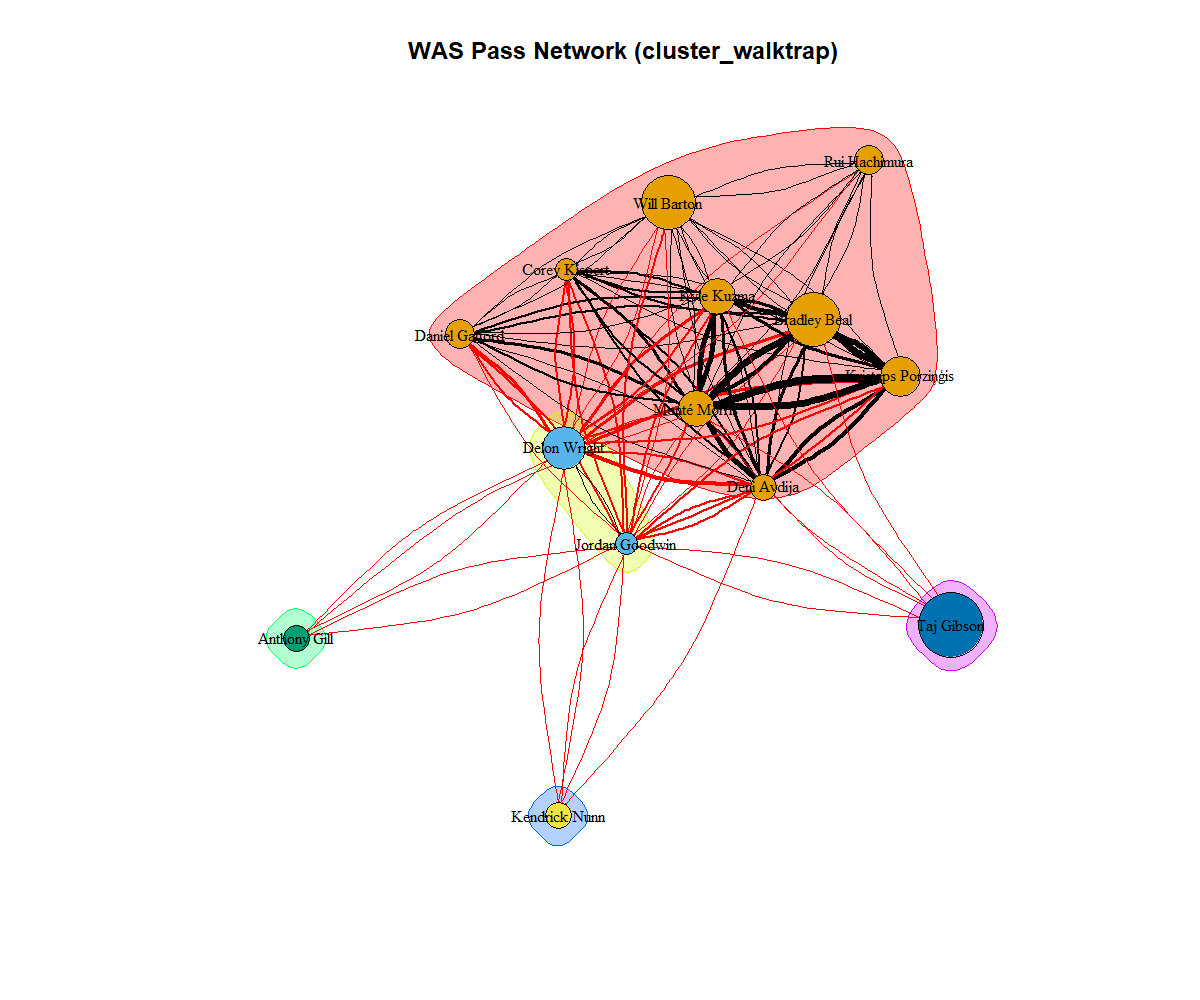 WAS Pass Network (cluster_walktrap)
Rui Hachimura
Will Barton
Corey Kispert
Kyle Kuzma
Bradley Beal
Daniel Gafford
Kristaps Porziņģis
Monté Morris
Delon Wright
Deni Avdija
Jordan Goodwin
Taj Gibson
Anthony Gill
Kendrick Nunn